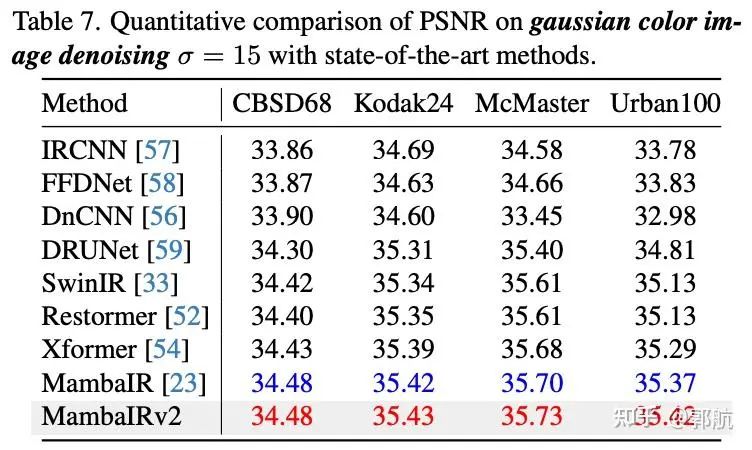 Table 7. Quantitative comparison of PSNR on gaussian color im-
age denoising σ = 15 with state-of-the-art methods.
Method CBSD68 Kodak24 McMaster Urban100
IRCNN [57] 33.86 34.69 34.58 33.78
FFDNet [58] 33.87 34.63 34.66 33.83
DnCNN [56] 33.90 34.60 33.45 32.98
DRUNet [59] 34.30 35.31 35.40 34.81
SwinIR [33] 34.42 35.34 35.61 35.13
Restormer [52] 34.40 35.35 35.61 35.13
Xformer [54] 34.43 35.39 35.68 35.29
MambaIR [23] 34.48 35.42 35.70 35.37
MambaIRv2 34.48 35.43 35.73 35.42
知乎 @郭航